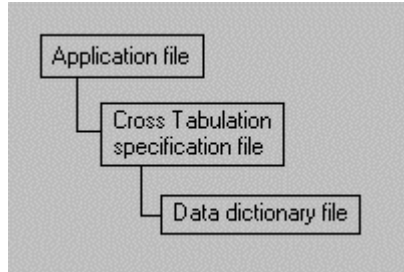 Application file
Cross Tabulation
specification file
Data dictionary file